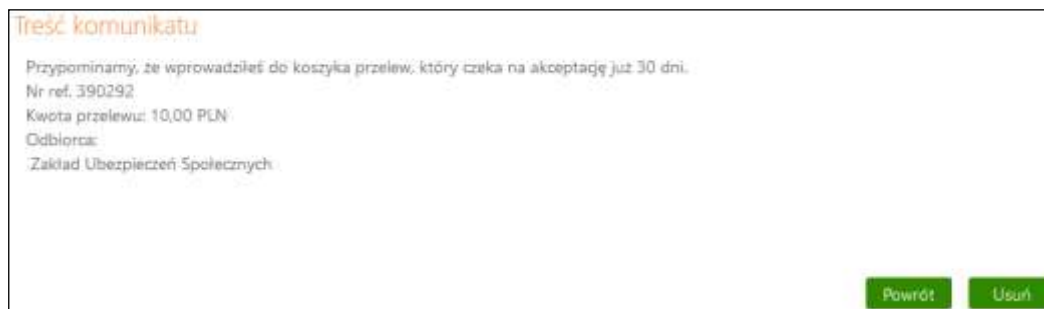 Treść komunikatu
Przypominamy, że wprowadziłeś do koszyka przelew, który czeka na akceptację już 30 dni.
Nr ref. 390292
Kwota przelewu: 10,00 PLN
Odbiorca:
Zakład Ubezpieczeń Społecznych
Powrót Usuń